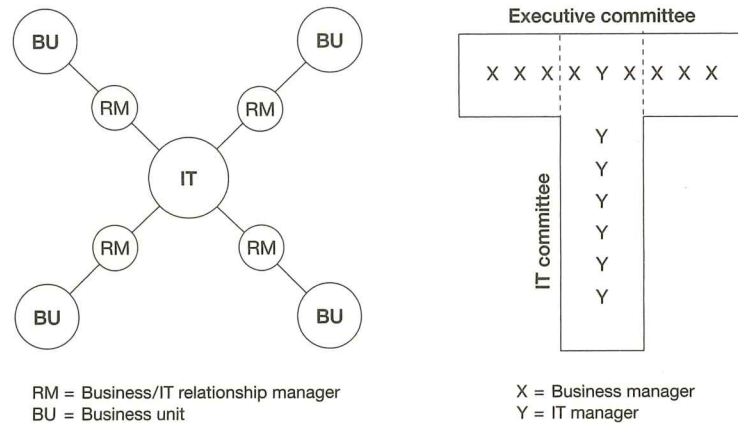 BU
BU
RM
RM
IT
RM
RM
BU
BU
RM = Business/IT relationship manager
BU = Business unit
Executive committee
X X X X Y X X X X
Y
Y
Y
Y
Y
Y
IT committee
X = Business manager
Y = IT manager